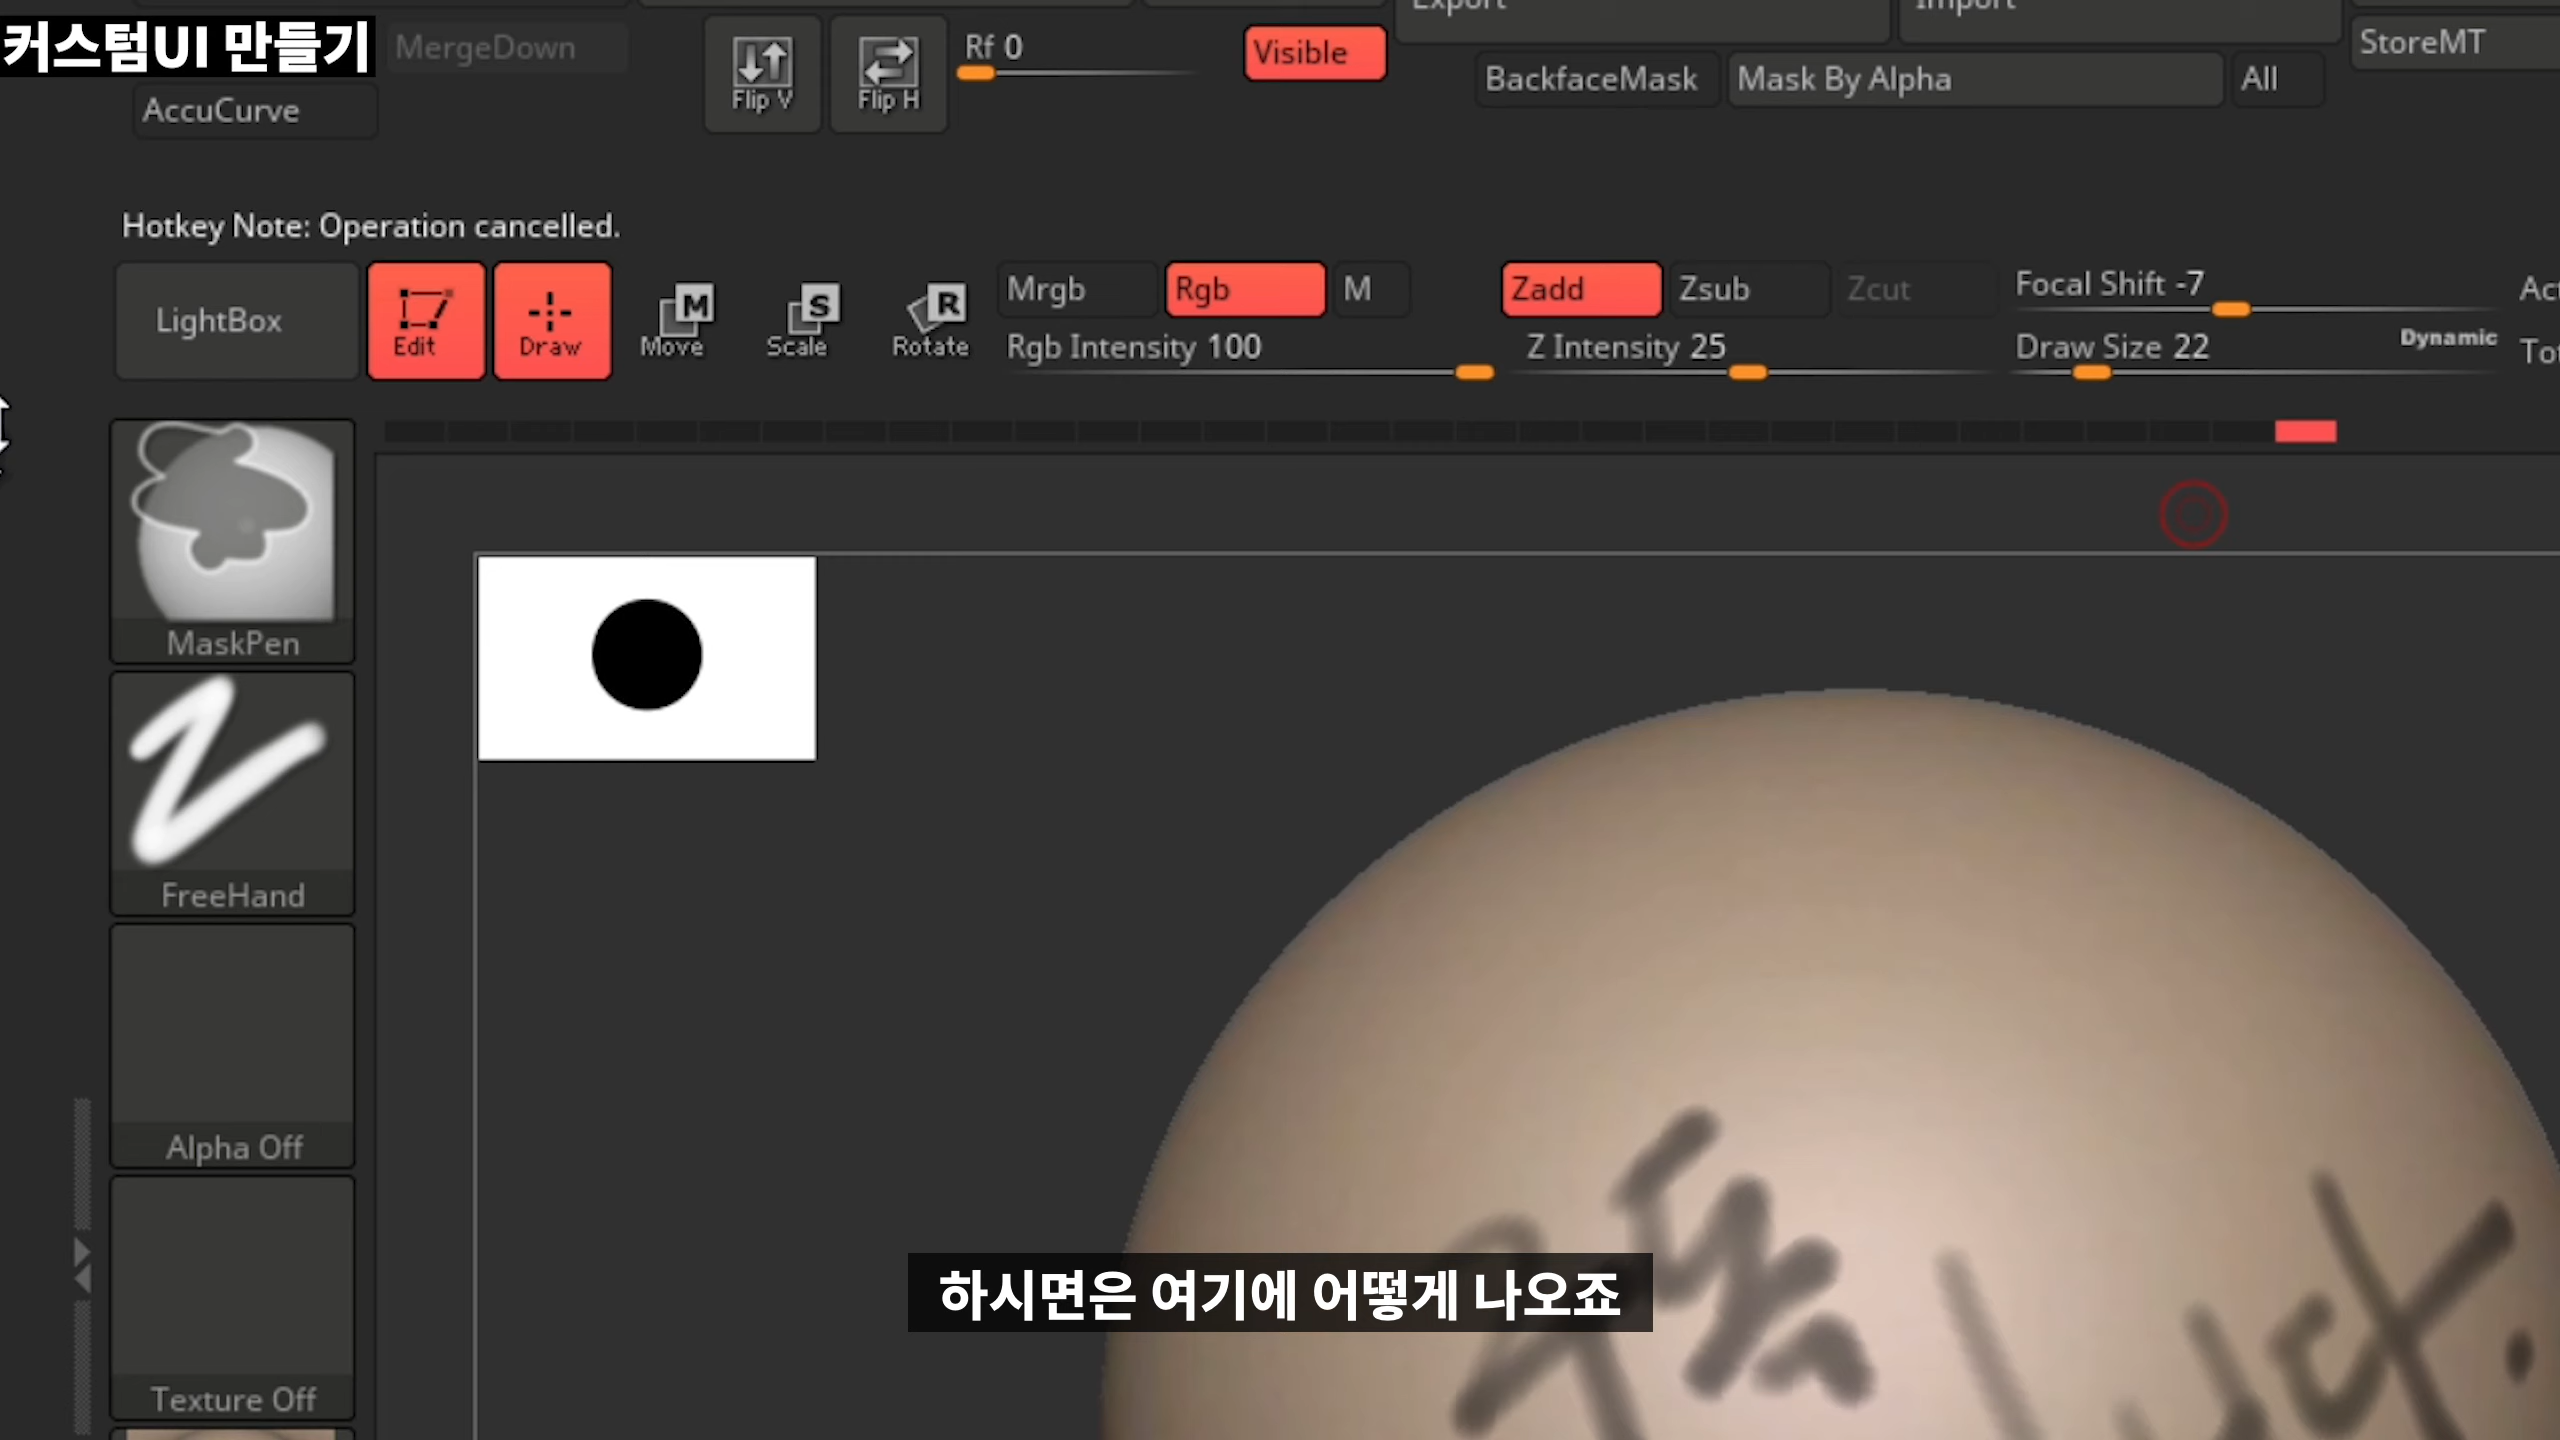 커스텀UI 만들기
MergeDown
AccuCurve
Flip V
Flip H
Rf 0
Visible
Export
Import
BackfaceMask
Mask By Alpha
All
StoreMT
Hotkey Note: Operation cancelled.
LightBox
Edit
Draw
M
Move
S
Scale
R
Rotate
Mrgb
Rgb
M
Rgb Intensity 100
Zadd
Zsub
Zcut
Z Intensity 25
Focal Shift -7
Draw Size 22
Dynamic
MaskPen
FreeHand
Alpha Off
Texture Off
하시면은 여기에 어떻게 나오죠